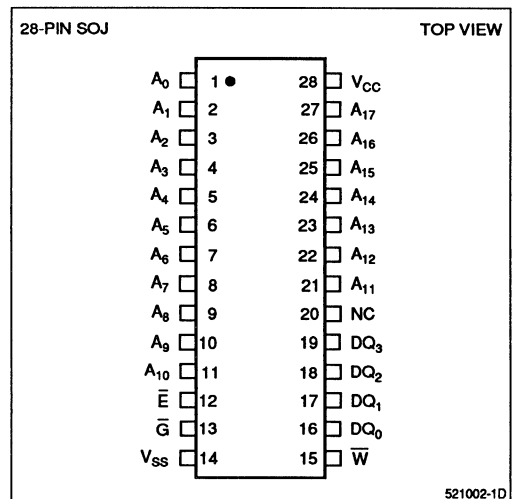 28-PIN SOJ TOP VIEW
A₀ 1 28 V_CC
A₁ 2 27 A₁₇
A₂ 3 26 A₁₆
A₃ 4 25 A₁₅
A₄ 5 24 A₁₄
A₅ 6 23 A₁₃
A₆ 7 22 A₁₂
A₇ 8 21 A₁₁
A₈ 9 20 NC
A₉ 10 19 DQ₃
A₁₀ 11 18 DQ₂
E̅ 12 17 DQ₁
G̅ 13 16 DQ₀
V_SS 14 15 W̅
521002-1D